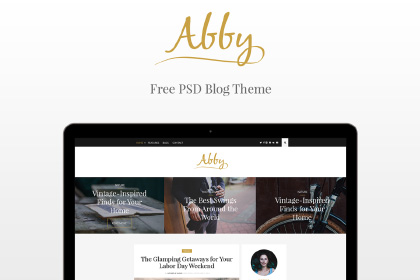 Abby
Free PSD Blog Theme
Abby
Vintage-Inspired
Finds for Your
Home
The Best Swings
From Around the
World
Vintage-Inspired
Finds for Your
Home
The Glamping Getaways for Your
Labor Day Weekend